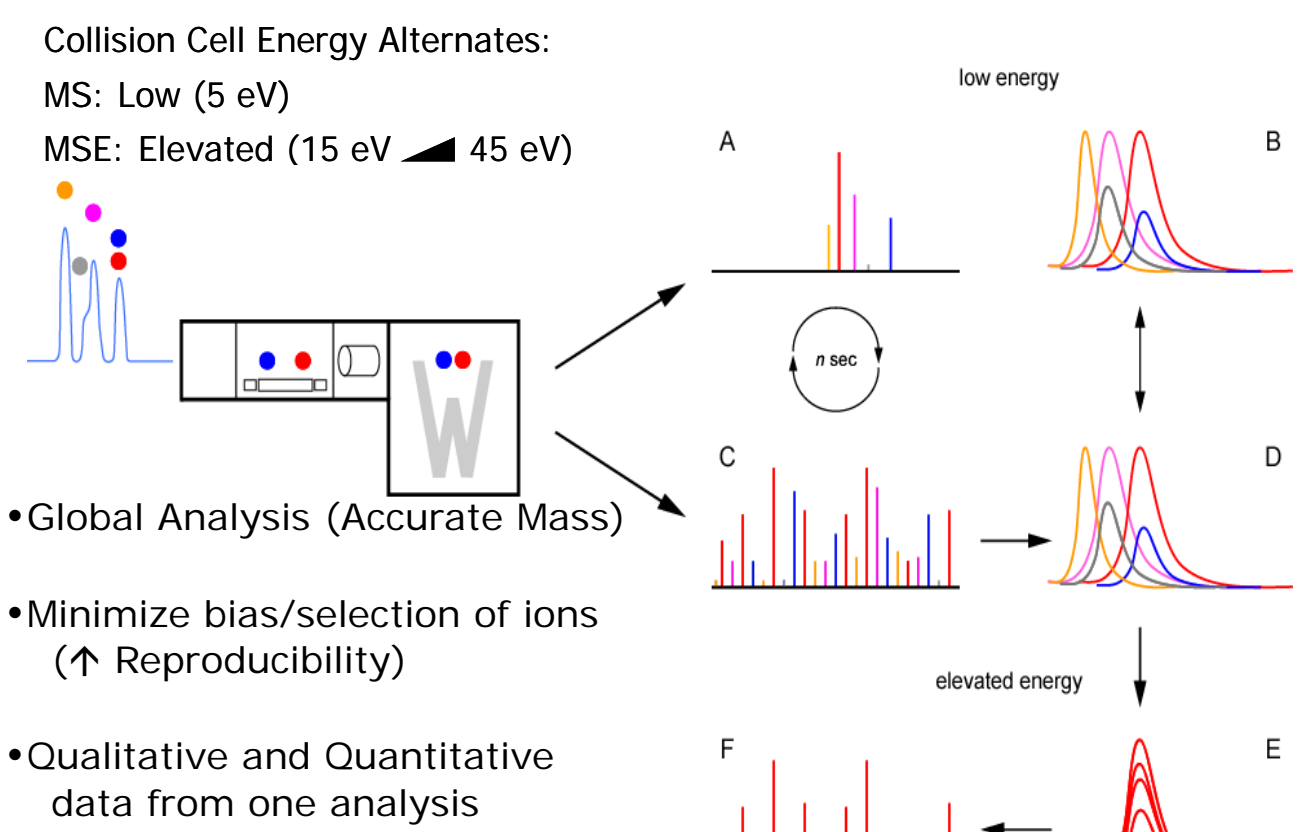 Collision Cell Energy Alternates:
MS: Low (5 eV)
MSE: Elevated (15 eV 45 eV)
low energy
A
B
n sec
C
D
•Global Analysis (Accurate Mass)
•Minimize bias/selection of ions
(↑ Reproducibility)
elevated energy
•Qualitative and Quantitative
data from one analysis
F
E